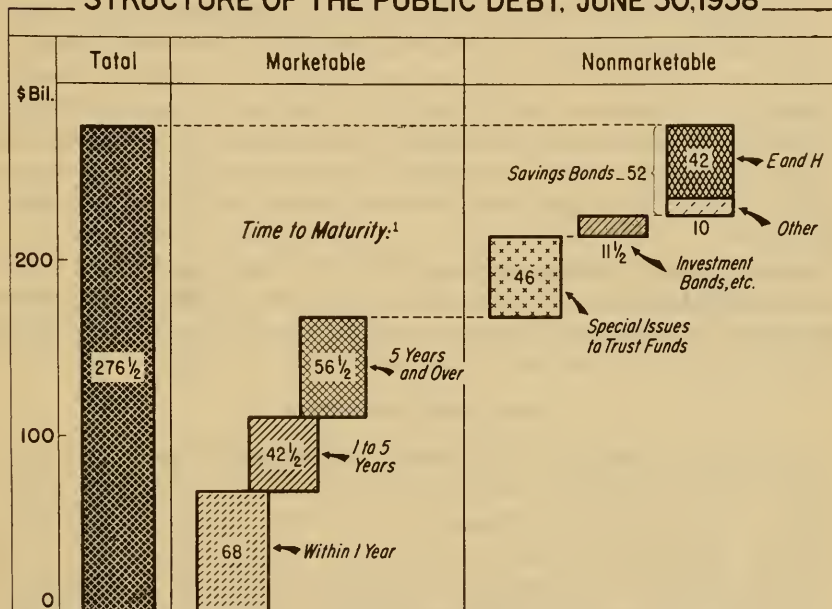 STRUCTURE OF THE PUBLIC DEBT, JUNE 30, 1958
Total
Marketable
Nonmarketable
$Bil.
200
100
0
276½
Time to Maturity:¹
56½
5 Years
and Over
42½
1 to 5
Years
68
Within 1 Year
Savings Bonds_52
42
E and H
10
Other
11½
Investment
Bonds, etc.
46
Special Issues
to Trust Funds